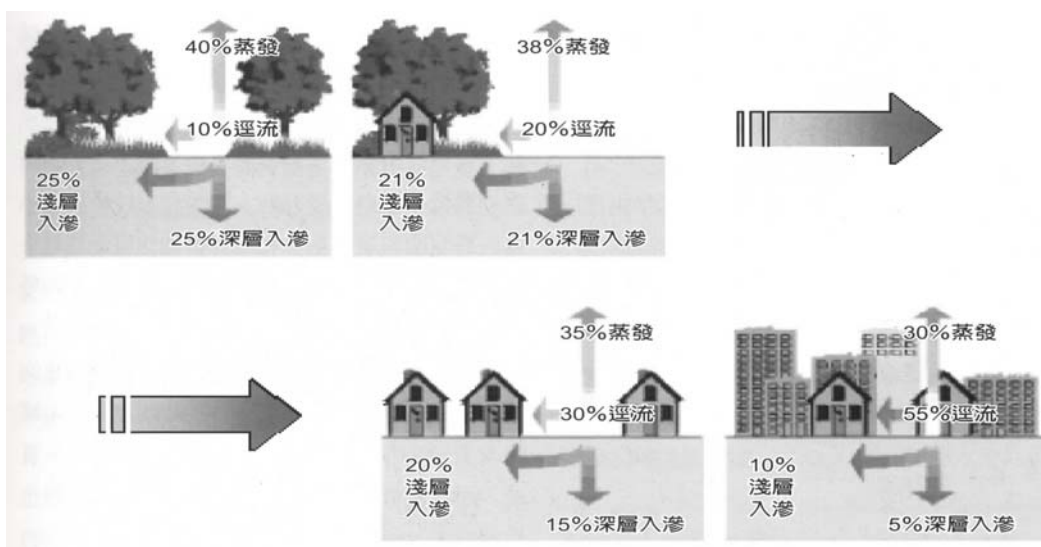 40%蒸發
10%逕流
25%
淺層
入滲
25%深層入滲
38%蒸發
20%逕流
21%
淺層
入滲
21%深層入滲
35%蒸發
30%逕流
20%
淺層
入滲
15%深層入滲
30%蒸發
55%逕流
10%
淺層
入滲
5%深層入滲